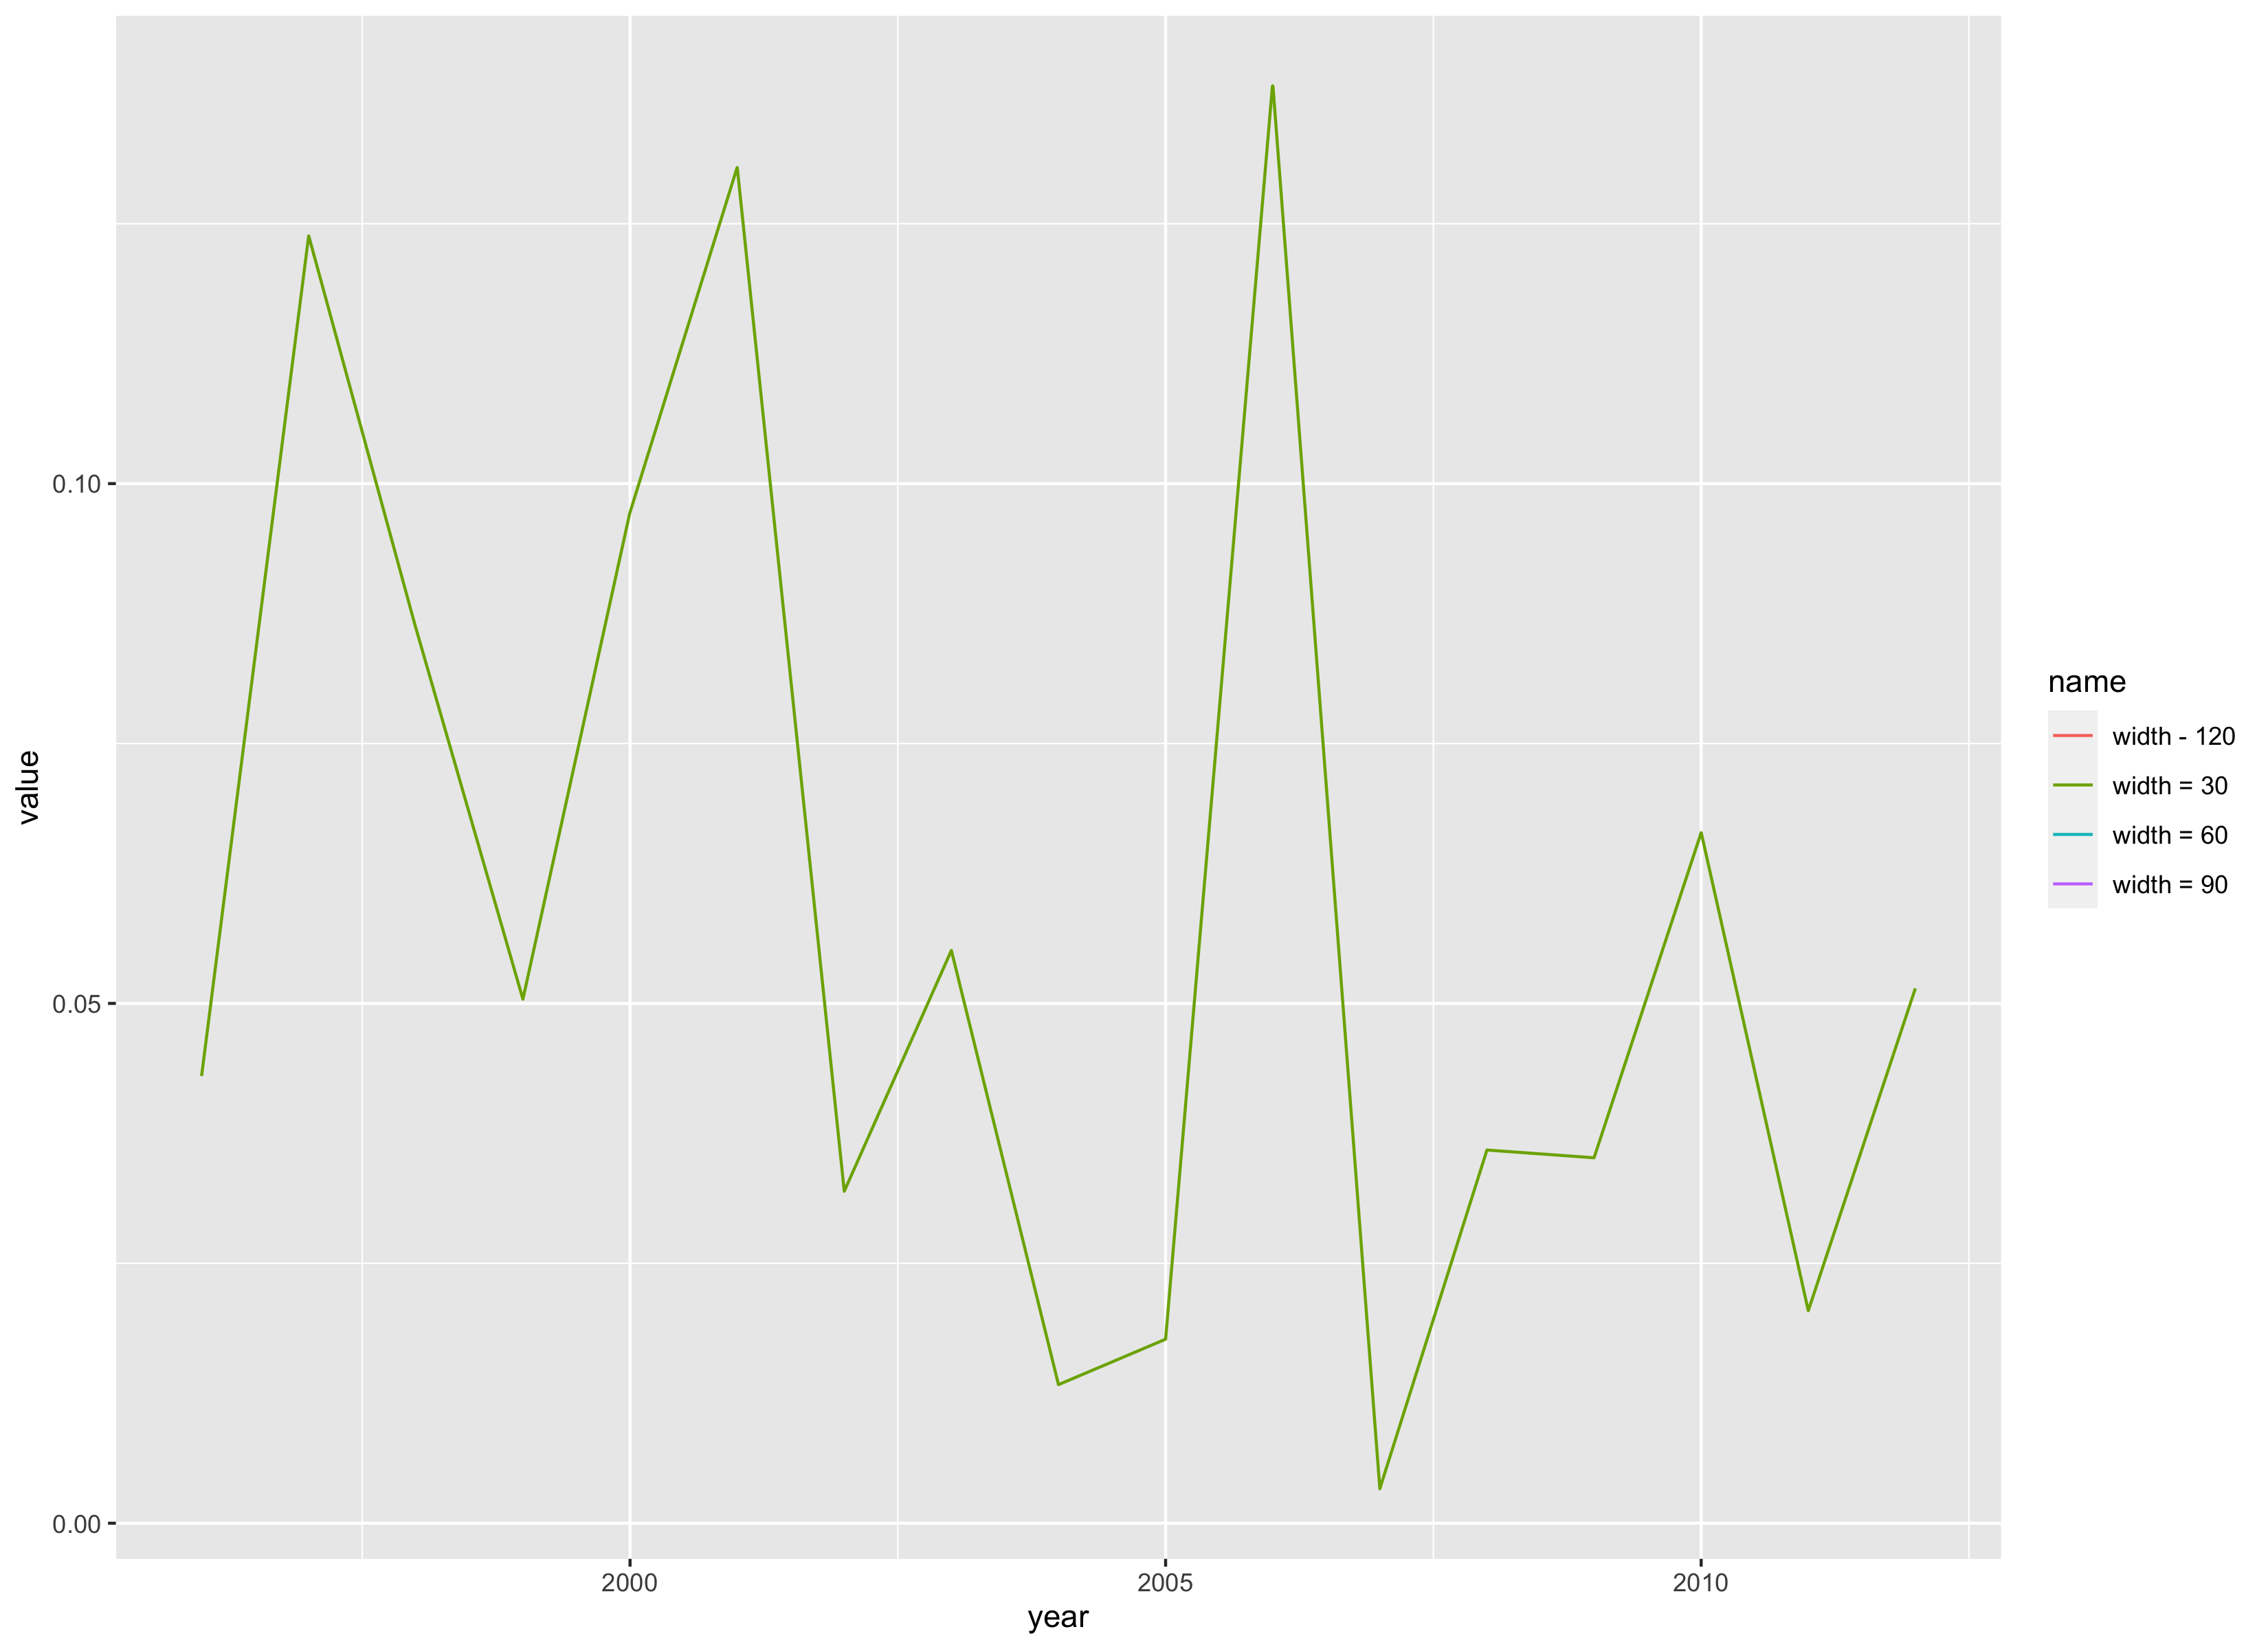 value
0.10
0.05
0.00
2000
2005
2010
year
name
width - 120
width = 30
width = 60
width = 90